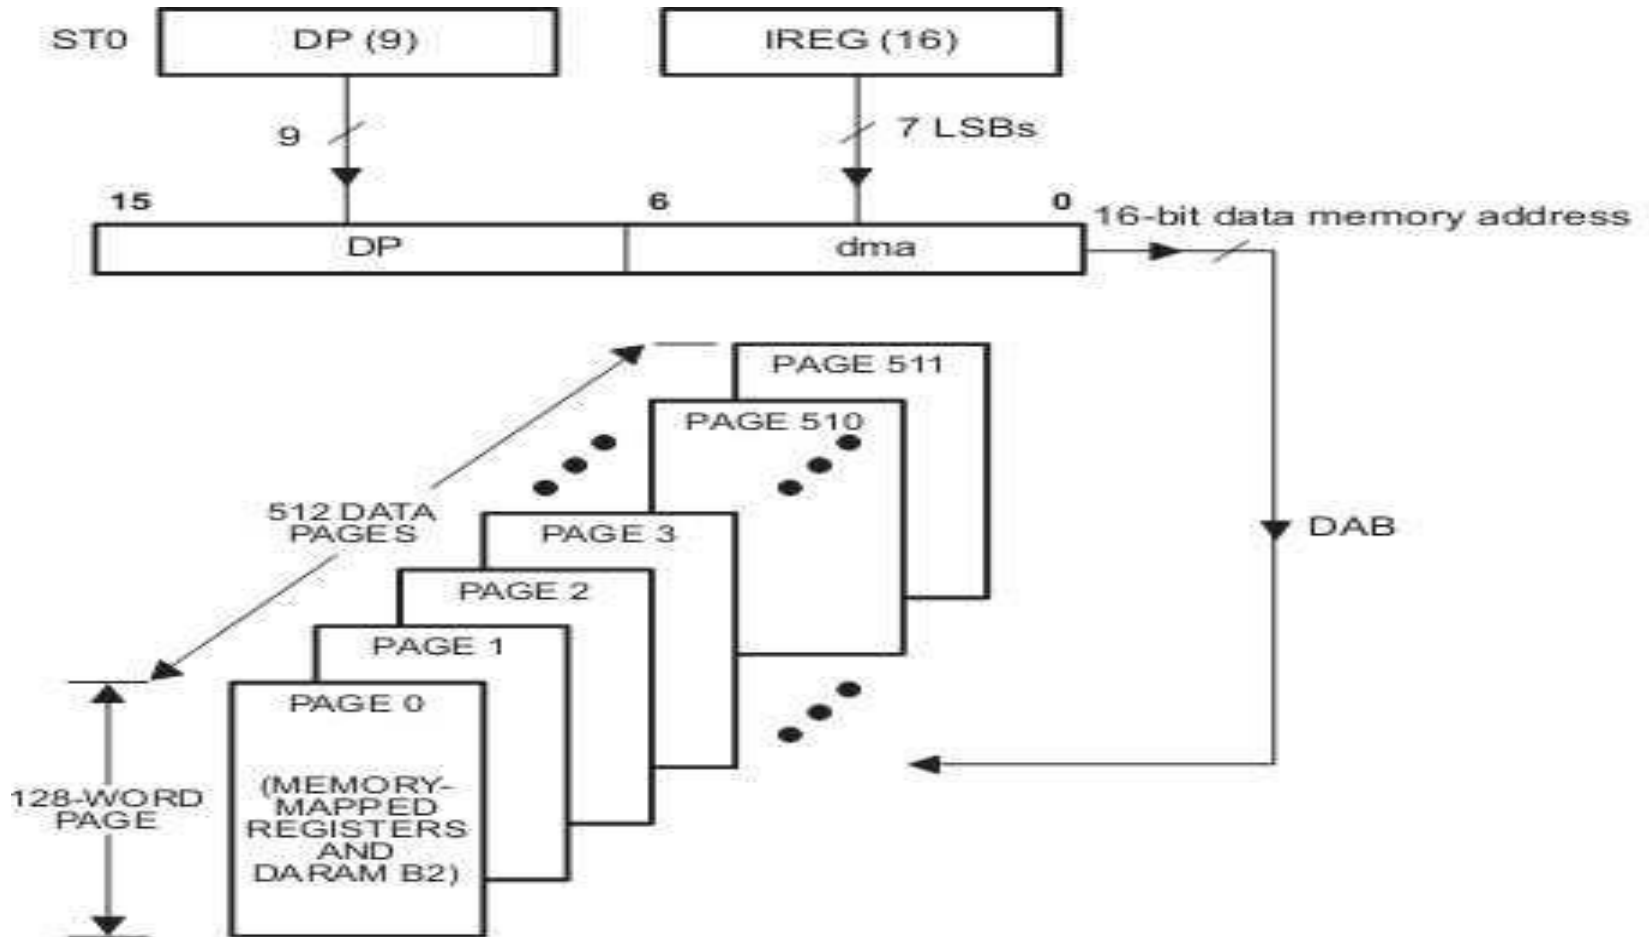 ST0
DP (9)
IREG (16)
9
7 LSBs
15
6
0
16-bit data memory address
DP
dma
PAGE 511
PAGE 510
512 DATA
PAGES
PAGE 3
DAB
PAGE 2
PAGE 1
PAGE 0
128-WORD
PAGE
(MEMORY-
MAPPED
REGISTERS
AND
DARAM B2)